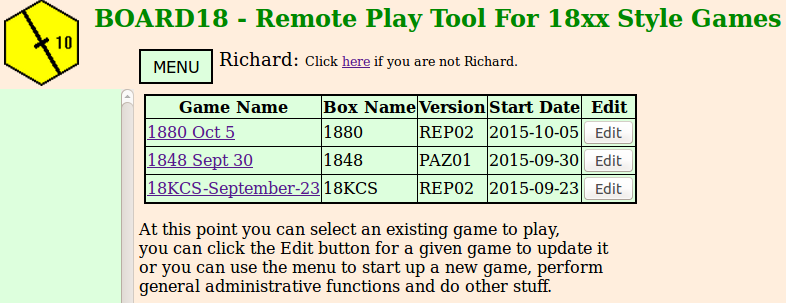 BOARD18 - Remote Play Tool For 18xx Style Games
10
MENU Richard: Click here if you are not Richard.
Game Name Box Name Version Start Date Edit
1880 Oct 5 1880 REP02 2015-10-05 Edit
1848 Sept 30 1848 PAZ01 2015-09-30 Edit
18KCS-September-23 18KCS REP02 2015-09-23 Edit
At this point you can select an existing game to play,
you can click the Edit button for a given game to update it
or you can use the menu to start up a new game, perform
general administrative functions and do other stuff.